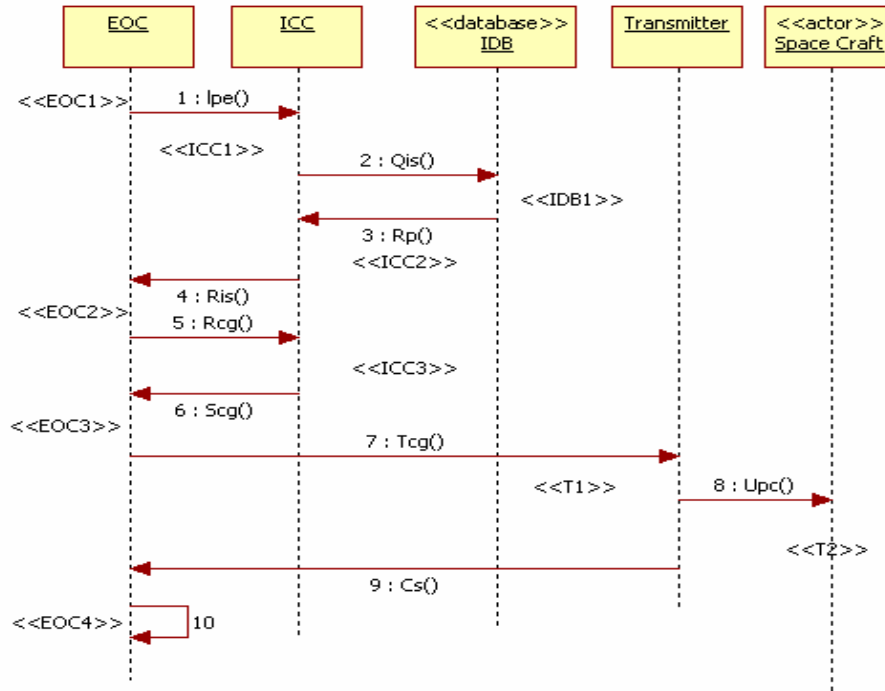 EOC
ICC
<<database>>
IDB
Transmitter
<<actor>>
Space Craft
<<EOC1>>
1 : Ipe()
<<ICC1>>
2 : Qis()
<<IDB1>>
3 : Rp()
<<ICC2>>
4 : Ris()
<<EOC2>>
5 : Rcg()
<<ICC3>>
6 : Scg()
<<EOC3>>
7 : Tcg()
<<T1>>
8 : Upc()
<<T2>>
9 : Cs()
<<EOC4>>
10